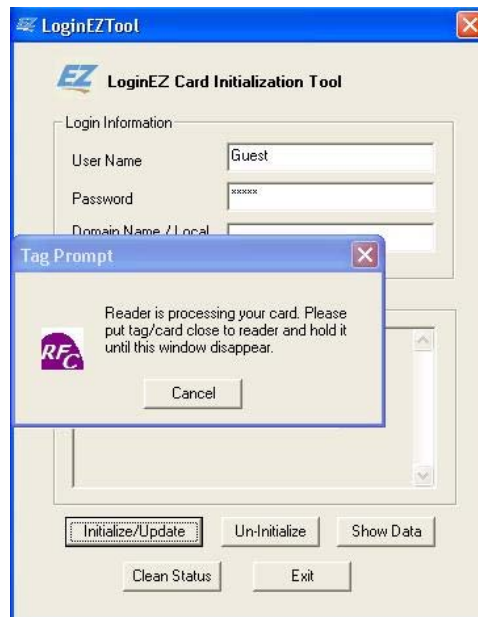 LoginEZTool
EZ LoginEZ Card Initialization Tool
Login Information
User Name Guest
Password *****
Domain Name / Local
Tag Prompt
Reader is processing your card. Please
put tag/card close to reader and hold it
until this window disappear.
RFC
Cancel
Initialize/Update Un-Initialize Show Data
Clean Status Exit